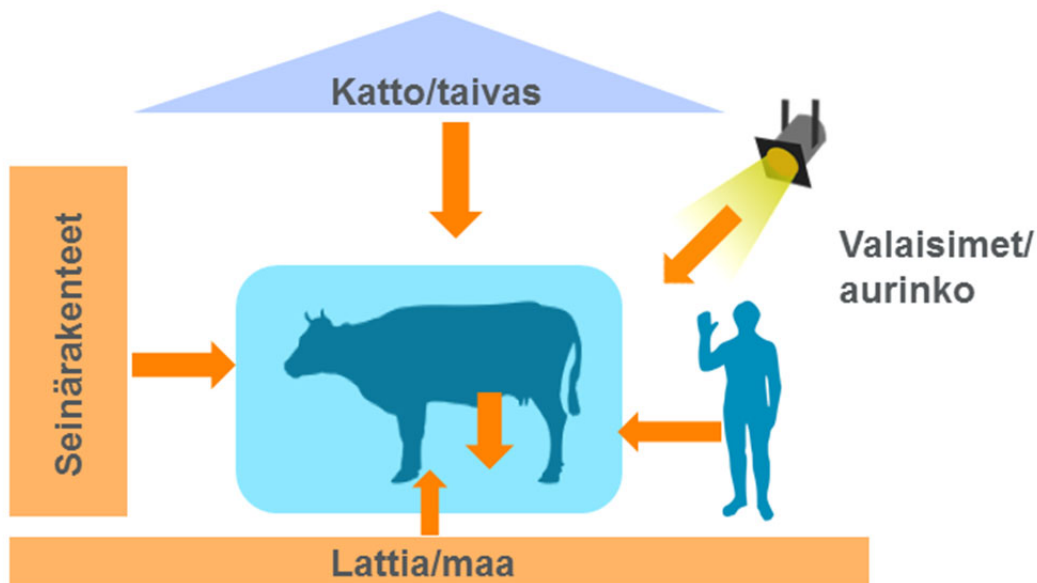 Katto/taivas
Seinärakenteet
Valaisimet/
aurinko
Lattia/maa